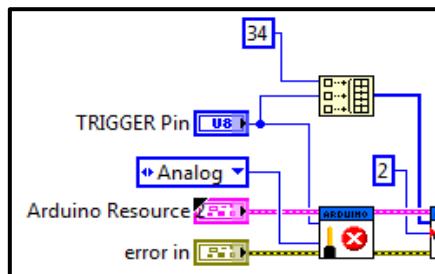 34
TRIGGER Pin U8
Analog
2
Arduino Resource
ARDUINO
error in